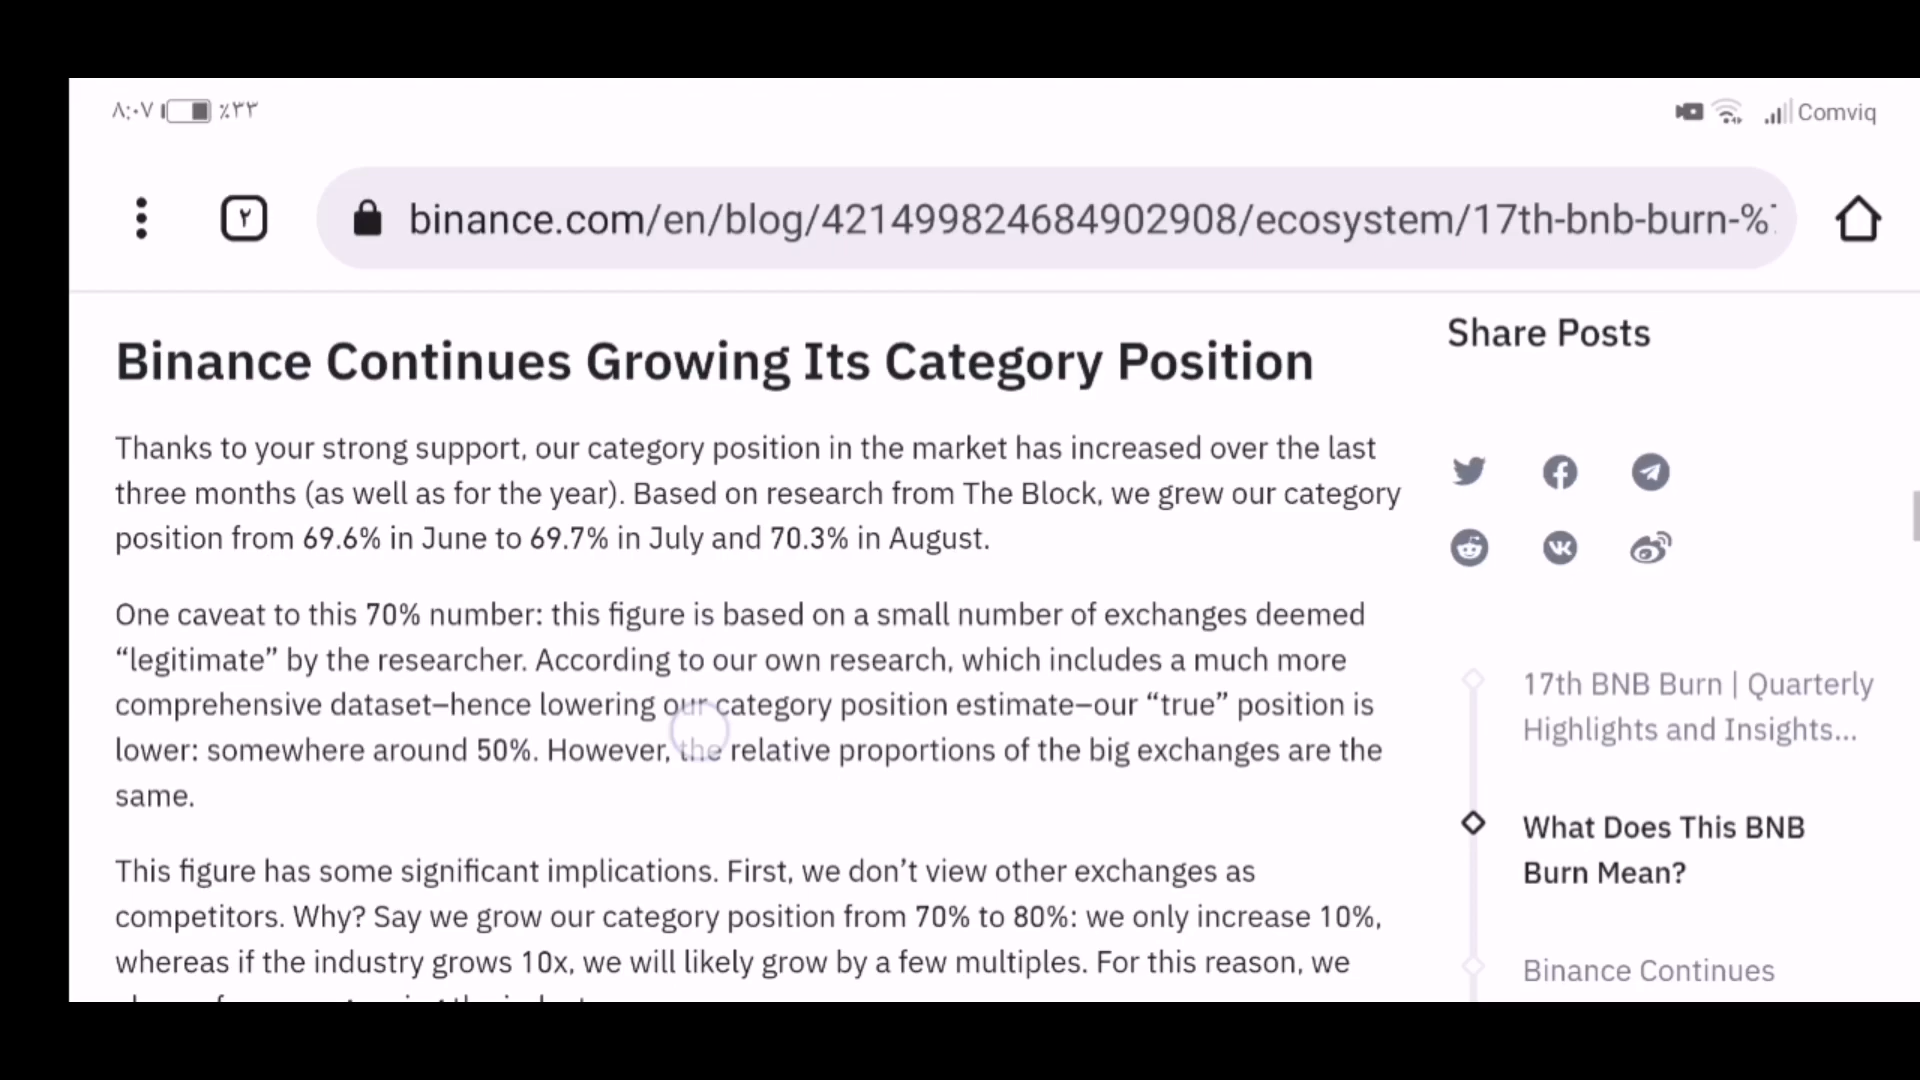 ۸:۰۷ ٪۳۳ Comviq
۲ binance.com/en/blog/421499824684902908/ecosystem/17th-bnb-burn-%
Binance Continues Growing Its Category Position
Thanks to your strong support, our category position in the market has increased over the last
three months (as well as for the year). Based on research from The Block, we grew our category
position from 69.6% in June to 69.7% in July and 70.3% in August.
One caveat to this 70% number: this figure is based on a small number of exchanges deemed
“legitimate” by the researcher. According to our own research, which includes a much more
comprehensive dataset–hence lowering our category position estimate–our “true” position is
lower: somewhere around 50%. However, the relative proportions of the big exchanges are the
same.
This figure has some significant implications. First, we don’t view other exchanges as
competitors. Why? Say we grow our category position from 70% to 80%: we only increase 10%,
whereas if the industry grows 10x, we will likely grow by a few multiples. For this reason, we
Share Posts
17th BNB Burn | Quarterly
Highlights and Insights...
What Does This BNB
Burn Mean?
Binance Continues